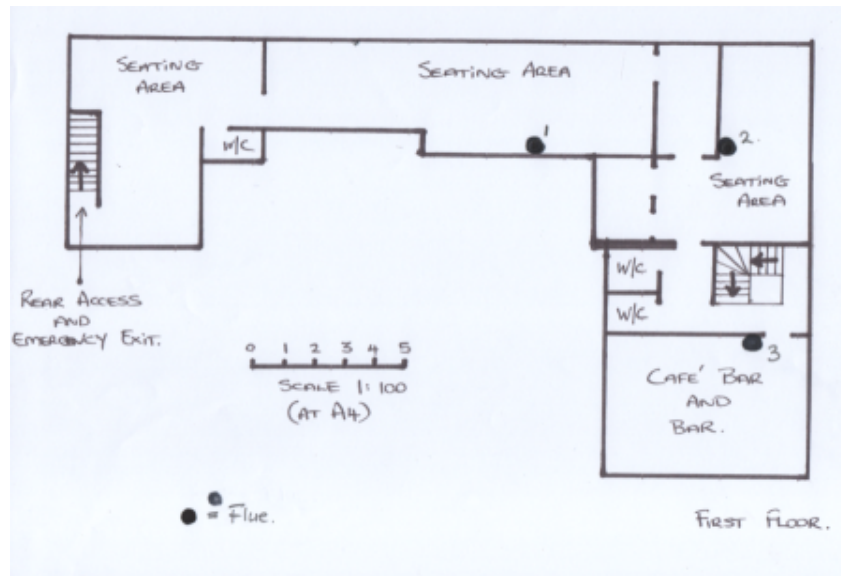 SEATING
AREA
SEATING AREA
W/C
1
2.
SEATING
AREA
W/C
W/C
REAR ACCESS
AND
EMERGENCY EXIT.
0 1 2 3 4 5
SCALE 1:100
(AT A4)
3
CAFE' BAR
AND
BAR.
= Flue.
FIRST FLOOR.